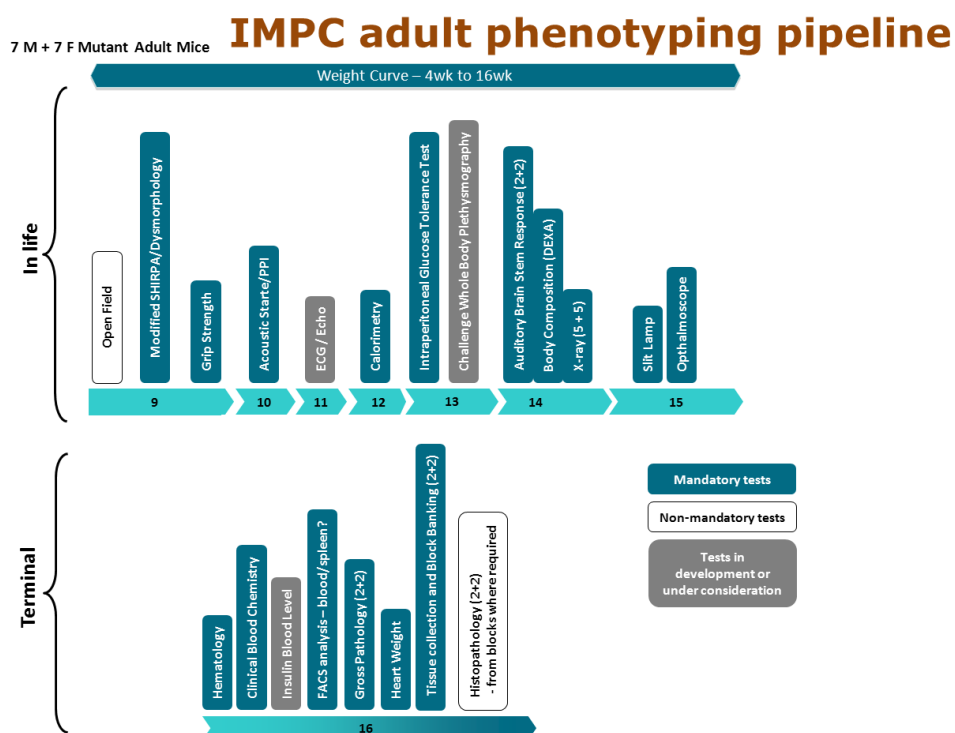 IMPC adult phenotyping pipeline
7 M + 7 F Mutant Adult Mice
Weight Curve – 4wk to 16wk
In life
Open Field
Modified SHIRPA/Dysmorphology
Grip Strength
Acoustic Starte/PPI
ECG / Echo
Calorimetry
Intraperitoneal Glucose Tolerance Test
Challenge Whole Body Plethysmography
Auditory Brain Stem Response (2+2)
Body Composition (DEXA)
X-ray (5 + 5)
Slit Lamp
Opthalmoscope
9
10
11
12
13
14
15
Terminal
Hematology
Clinical Blood Chemistry
Insulin Blood Level
FACS analysis – blood/spleen?
Gross Pathology (2+2)
Heart Weight
Tissue collection and Block Banking (2+2)
Histopathology (2+2)
- from blocks where required
16
Mandatory tests
Non-mandatory tests
Tests in
development or
under consideration